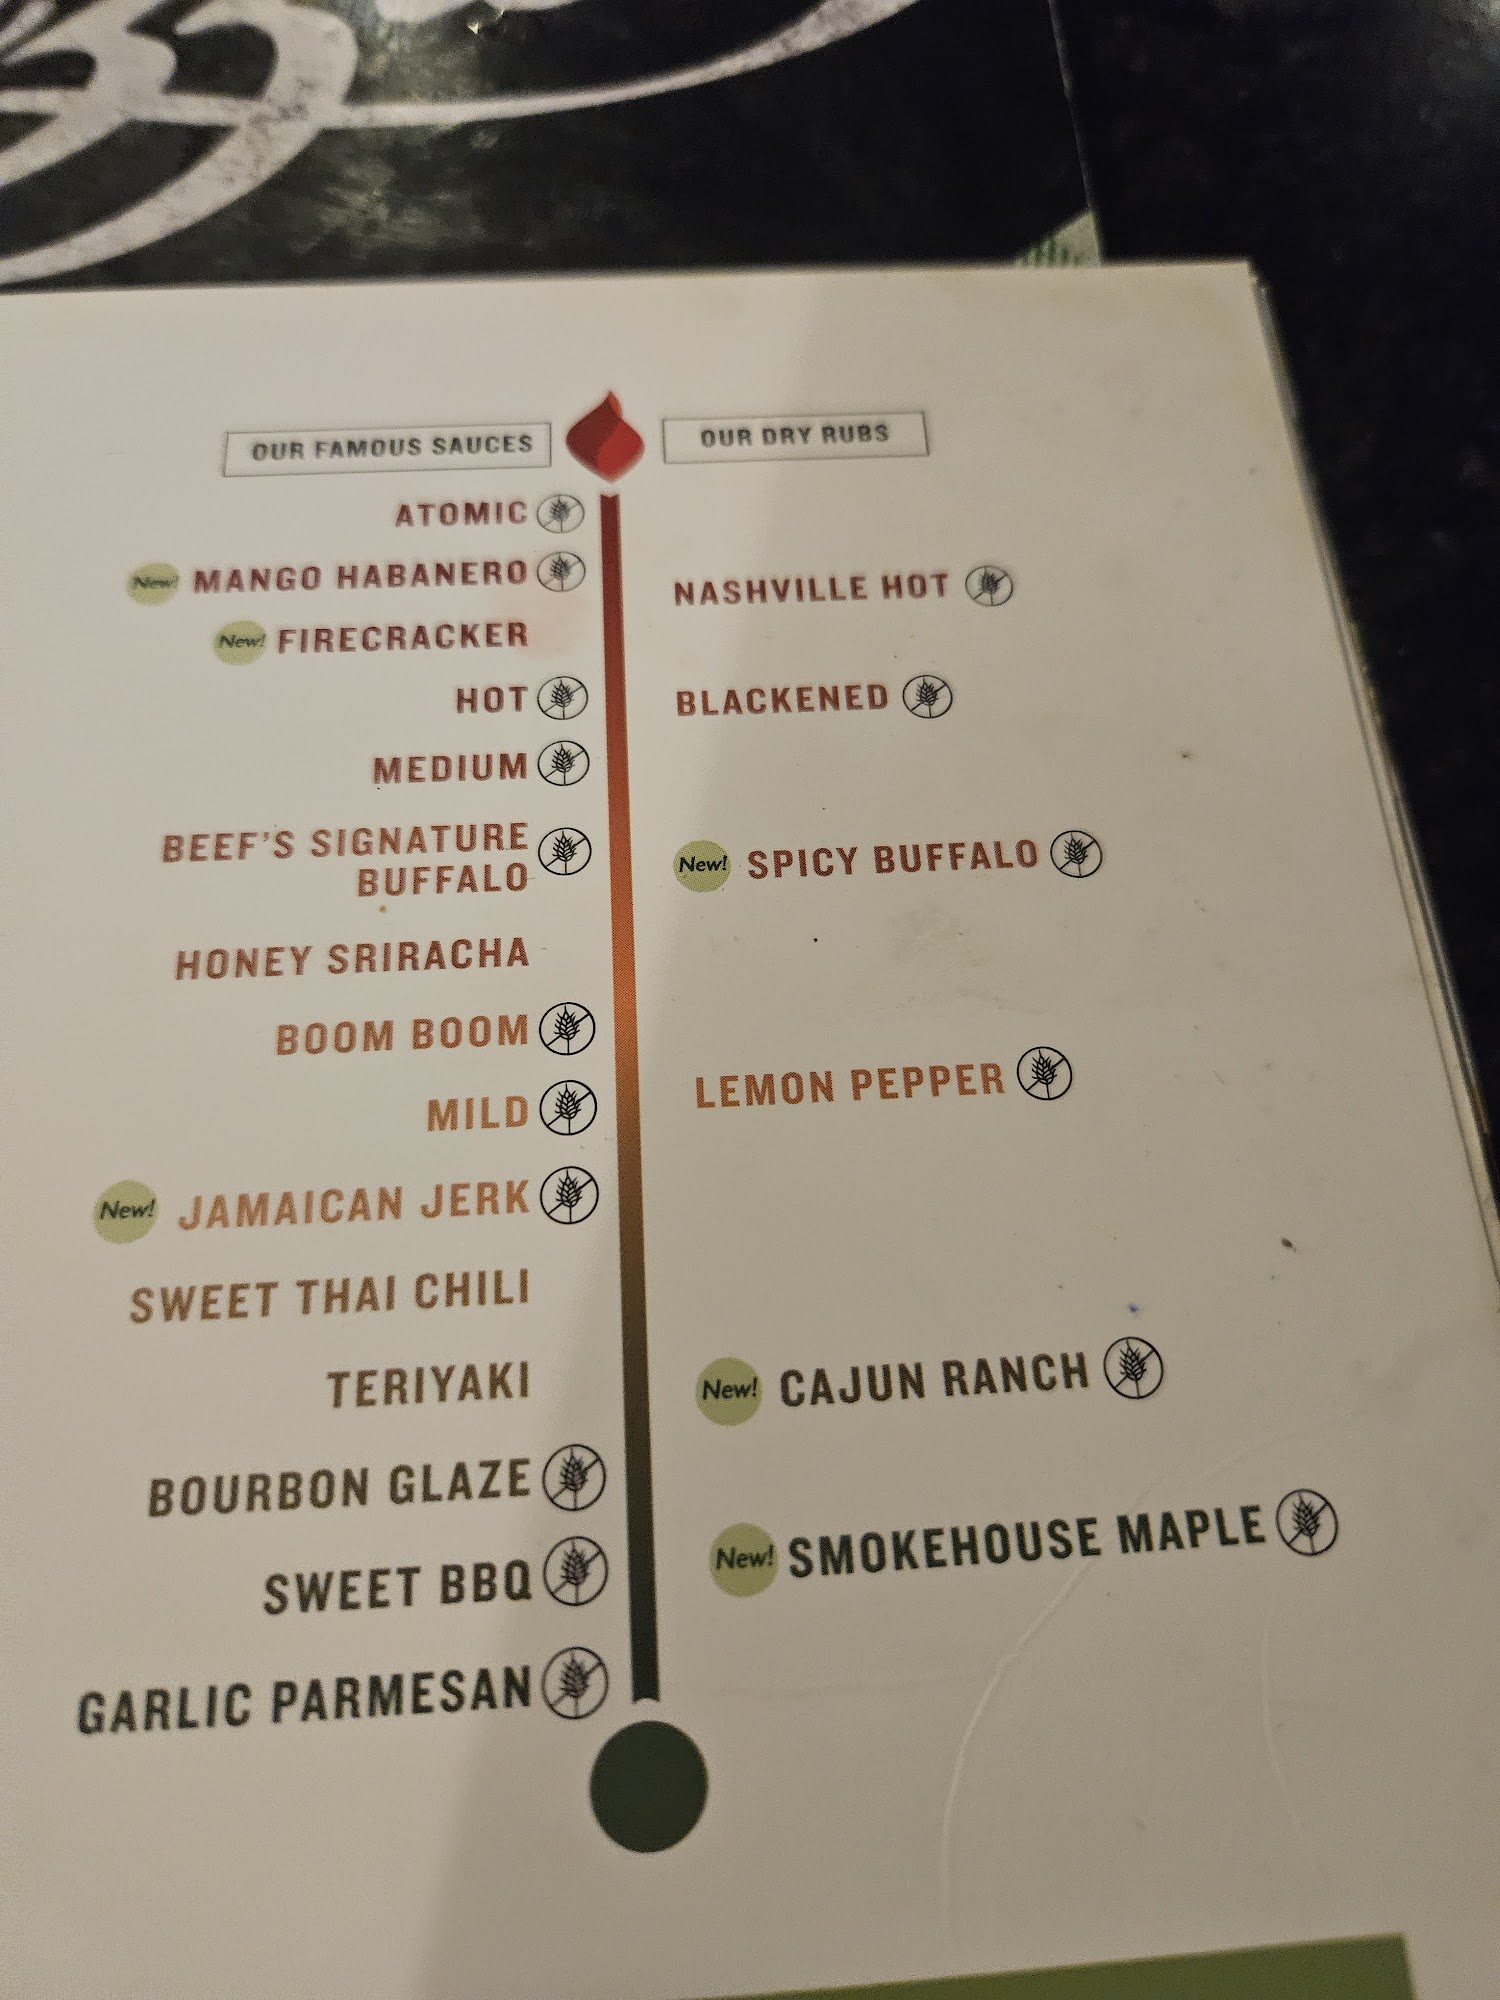 OUR FAMOUS SAUCES
ATOMIC
New! MANGO HABANERO
New! FIRECRACKER
HOT
MEDIUM
BEEF'S SIGNATURE
BUFFALO
HONEY SRIRACHA
BOOM BOOM
MILD
New! JAMAICAN JERK
SWEET THAI CHILI
TERIYAKI
BOURBON GLAZE
SWEET BBQ
GARLIC PARMESAN
OUR DRY RUBS
NASHVILLE HOT
BLACKENED
New! SPICY BUFFALO
LEMON PEPPER
New! CAJUN RANCH
New! SMOKEHOUSE MAPLE